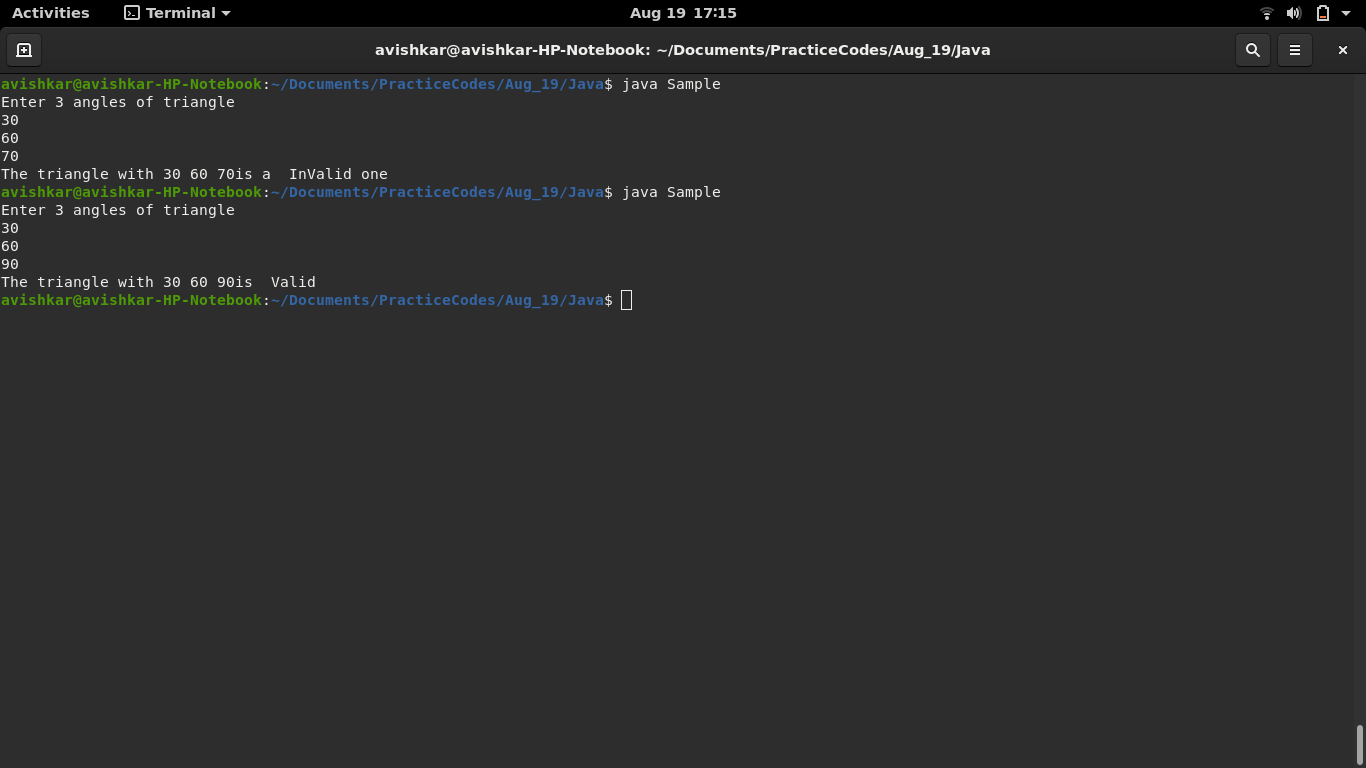 Activities Terminal Aug 19 17:15
avishkar@avishkar-HP-Notebook: ~/Documents/PracticeCodes/Aug_19/Java
avishkar@avishkar-HP-Notebook:~/Documents/PracticeCodes/Aug_19/Java$ java Sample
Enter 3 angles of triangle
30
60
70
The triangle with 30 60 70is a  InValid one
avishkar@avishkar-HP-Notebook:~/Documents/PracticeCodes/Aug_19/Java$ java Sample
Enter 3 angles of triangle
30
60
90
The triangle with 30 60 90is  Valid
avishkar@avishkar-HP-Notebook:~/Documents/PracticeCodes/Aug_19/Java$